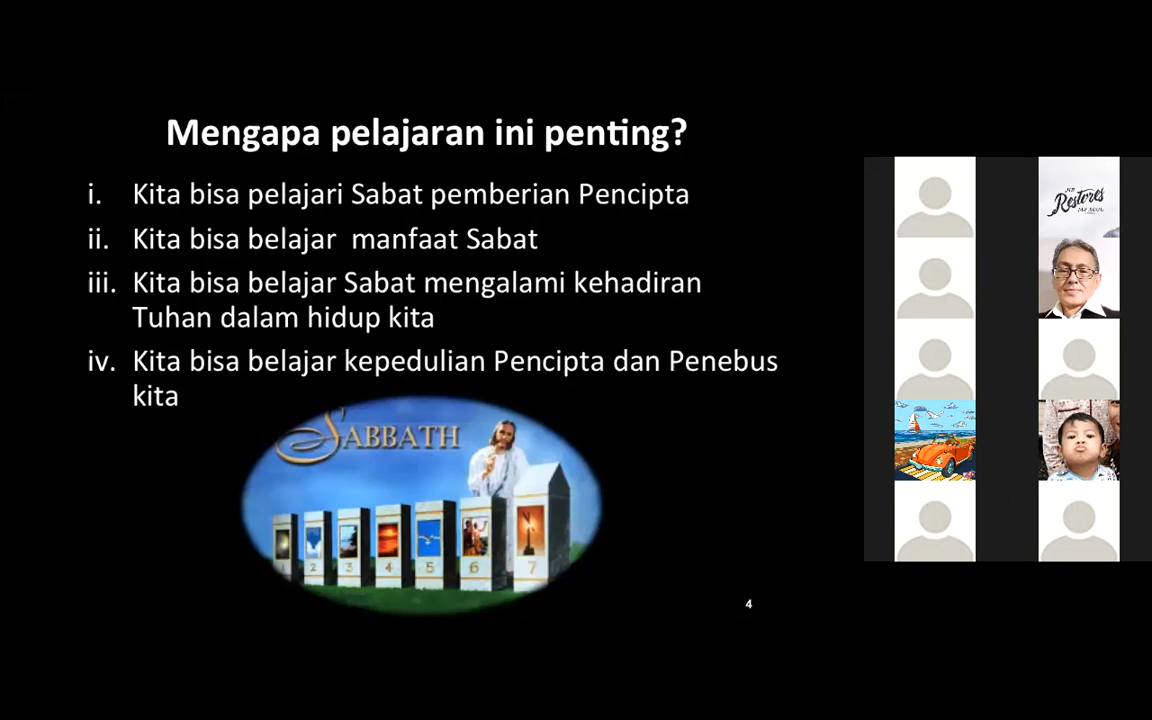 Mengapa pelajaran ini penting?
i. Kita bisa pelajari Sabat pemberian Pencipta
ii. Kita bisa belajar manfaat Sabat
iii. Kita bisa belajar Sabat mengalami kehadiran
Tuhan dalam hidup kita
iv. Kita bisa belajar kepedulian Pencipta dan Penebus
kita
SABBATH
1 2 3 4 5 6 7
4
Restores